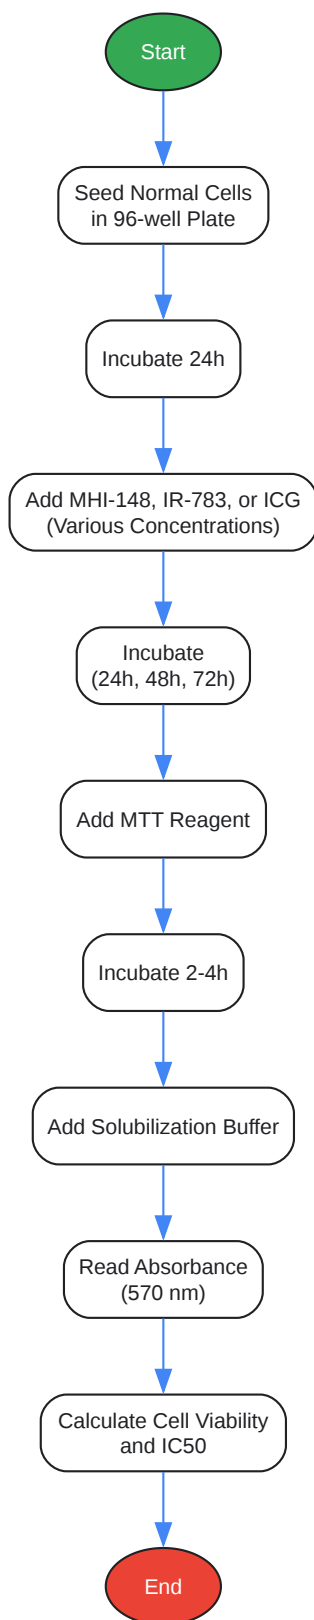 Start
Seed Normal Cells
in 96-well Plate
Incubate 24h
Add MHI-148, IR-783, or ICG
(Various Concentrations)
Incubate
(24h, 48h, 72h)
Add MTT Reagent
Incubate 2-4h
Add Solubilization Buffer
Read Absorbance
(570 nm)
Calculate Cell Viability
and IC50
End